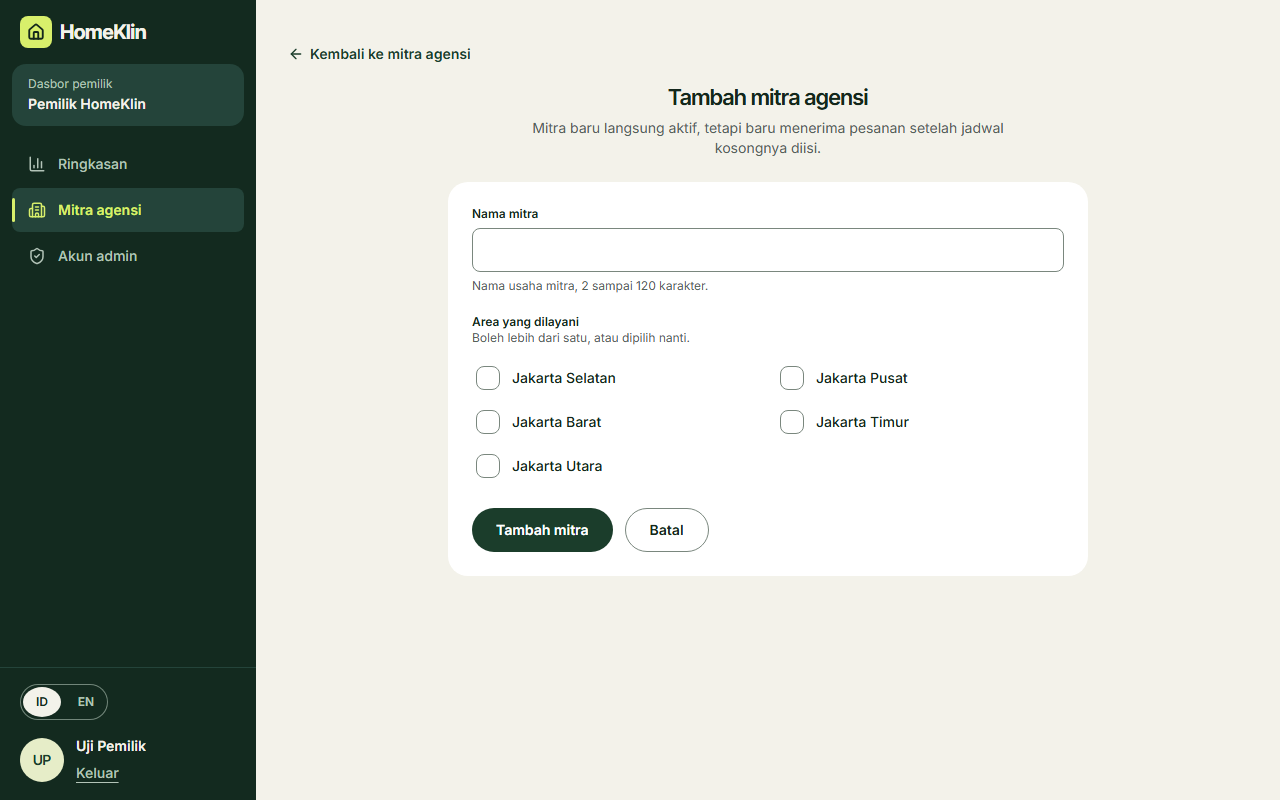 HomeKlin
Dasbor pemilik
Pemilik HomeKlin
Ringkasan
Mitra agensi
Akun admin
ID EN
UP
Uji Pemilik
Keluar
Kembali ke mitra agensi
Tambah mitra agensi
Mitra baru langsung aktif, tetapi baru menerima pesanan setelah jadwal
kosongnya diisi.
Nama mitra
Nama usaha mitra, 2 sampai 120 karakter.
Area yang dilayani
Boleh lebih dari satu, atau dipilih nanti.
Jakarta Selatan
Jakarta Pusat
Jakarta Barat
Jakarta Timur
Jakarta Utara
Tambah mitra
Batal